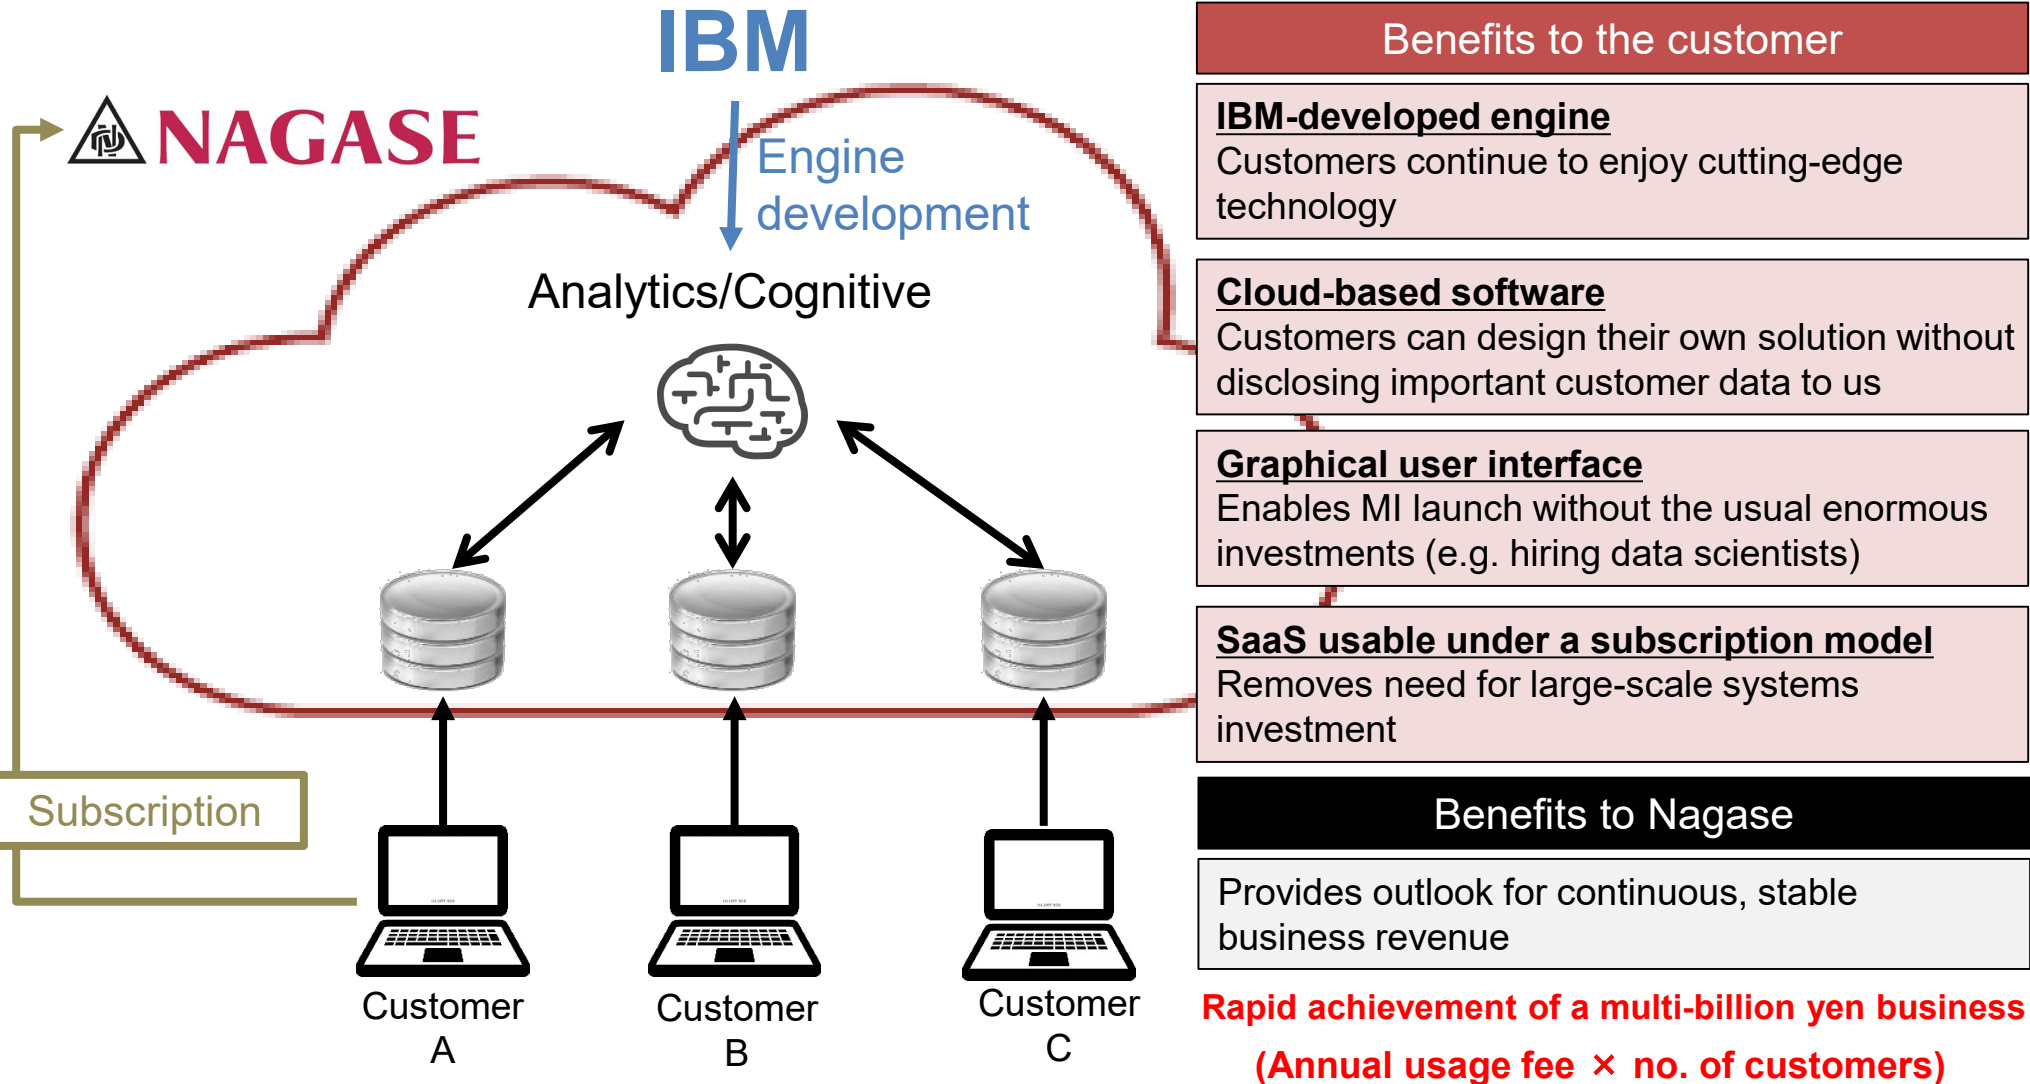 IBM
NAGASE
Engine
development
Analytics/Cognitive
Subscription
Customer
A
Customer
B
Customer
C
Benefits to the customer
IBM-developed engine
Customers continue to enjoy cutting-edge
technology
Cloud-based software
Customers can design their own solution without
disclosing important customer data to us
Graphical user interface
Enables MI launch without the usual enormous
investments (e.g. hiring data scientists)
SaaS usable under a subscription model
Removes need for large-scale systems
investment
Benefits to Nagase
Provides outlook for continuous, stable
business revenue
Rapid achievement of a multi-billion yen business
(Annual usage fee × no. of customers)